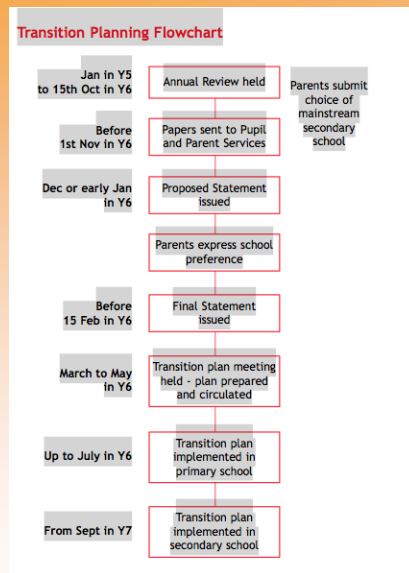 Transition Planning Flowchart
Jan in Y5
to 15th Oct in Y6
Annual Review held
Parents submit
choice of
mainstream
secondary
school
Before
1st Nov in Y6
Papers sent to Pupil
and Parent Services
Dec or early Jan
in Y6
Proposed Statement
issued
Parents express school
preference
Before
15 Feb in Y6
Final Statement
issued
March to May
in Y6
Transition plan meeting
held - plan prepared
and circulated
Up to July in Y6
Transition plan
implemented in
primary school
From Sept in Y7
Transition plan
implemented in
secondary school